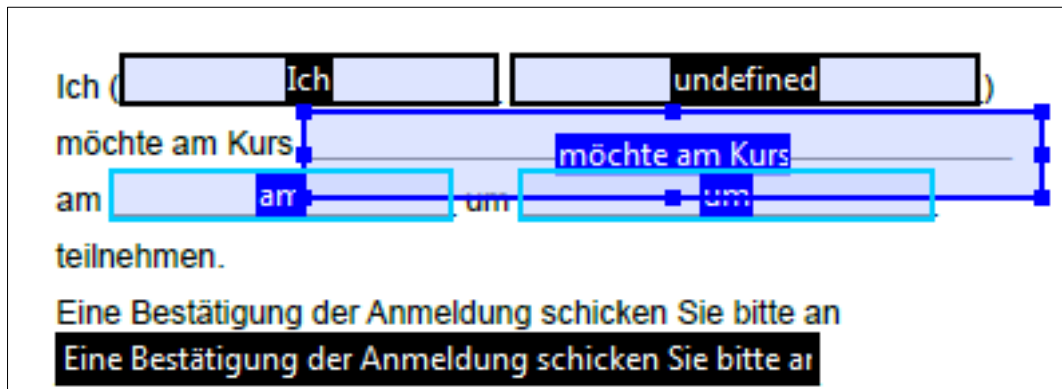 Ich ( Ich undefined )
möchte am Kurs möchte am Kurs
am am um um
teilnehmen.
Eine Bestätigung der Anmeldung schicken Sie bitte an
Eine Bestätigung der Anmeldung schicken Sie bitte an